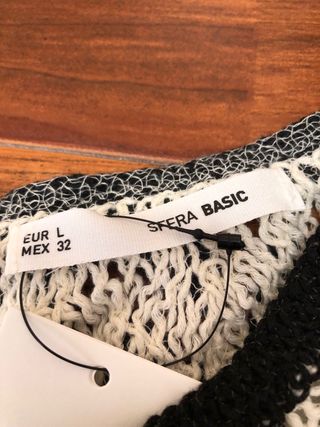 EUR L
MEX 32
SFERA BASIC